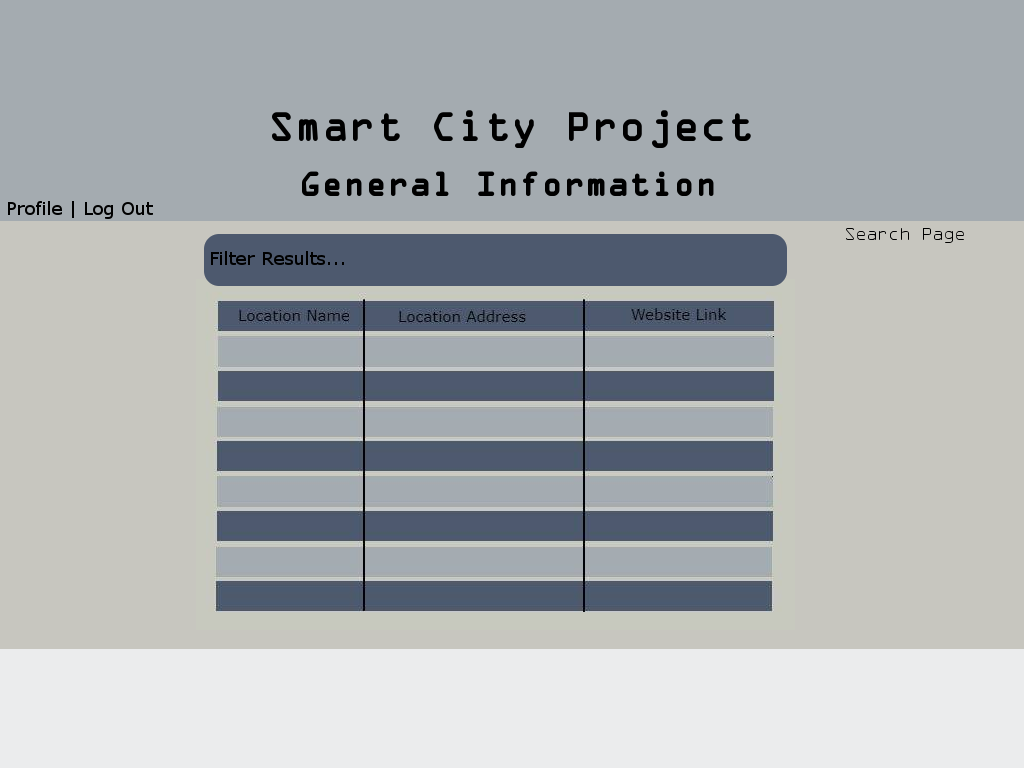 Smart City Project
General Information
Profile | Log Out
Search Page
Filter Results...
Location Name
Location Address
Website Link